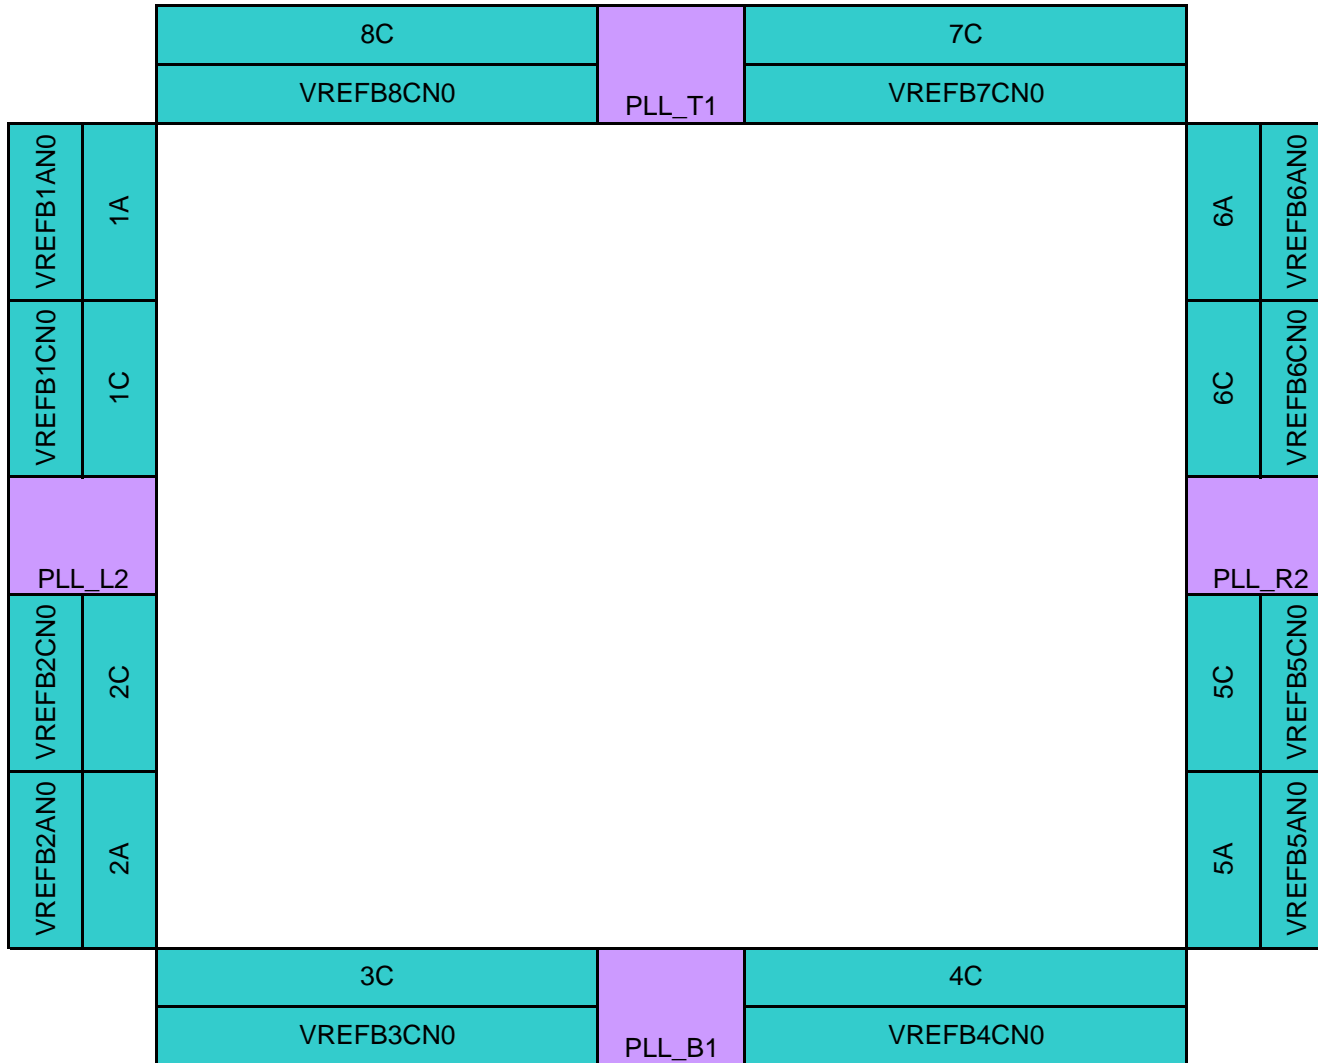 8C
7C
VREFB8CN0
PLL_T1
VREFB7CN0
VREFB1AN0
1A
6A
VREFB6AN0
VREFB1CN0
1C
6C
VREFB6CN0
PLL_L2
PLL_R2
VREFB2CN0
2C
5C
VREFB5CN0
VREFB2AN0
2A
5A
VREFB5AN0
3C
4C
VREFB3CN0
PLL_B1
VREFB4CN0